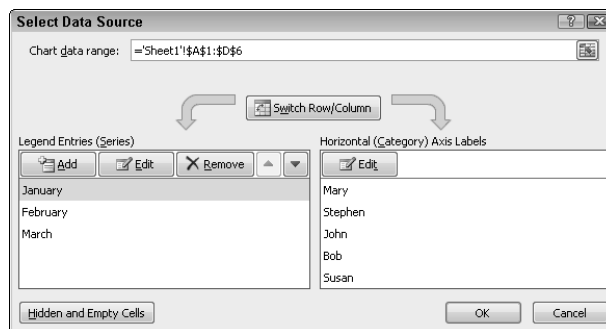 Select Data Source
Chart data range: ='Sheet1'!$A$1:$D$6
Switch Row/Column
Legend Entries (Series)
Add Edit Remove
January
February
March
Horizontal (Category) Axis Labels
Edit
Mary
Stephen
John
Bob
Susan
Hidden and Empty Cells
OK Cancel